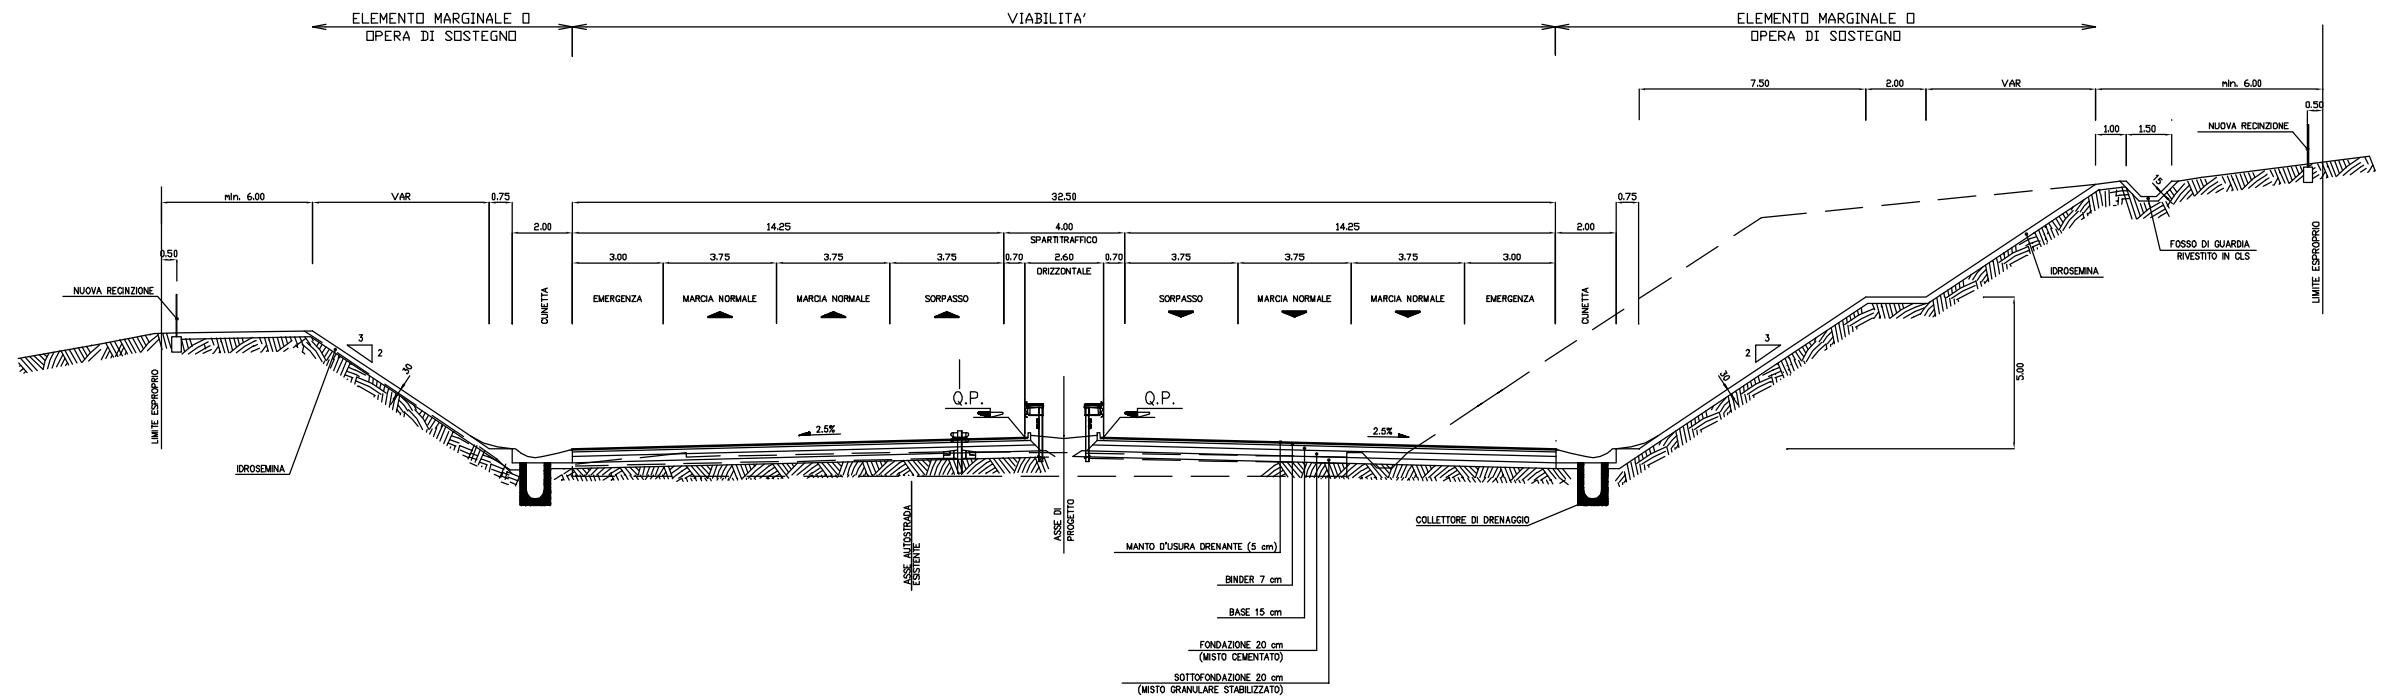 ELEMENTO MARGINALE O
OPERA DI SOSTEGNO
VIABILITA'
ELEMENTO MARGINALE O
OPERA DI SOSTEGNO
7.50
2.00
VAR
min. 6.00
0.50
NUOVA RECINZIONE
1.00
1.50
15
min. 6.00
VAR
0.75
32.50
0.75
2.00
14.25
4.00
14.25
2.00
SPARTITRAFFICO
0.50
3.00
3.75
3.75
3.75
0.70
2.60
0.70
3.75
3.75
3.75
3.00
ORIZZONTALE
FOSSO DI GUARDIA
RIVESTITO IN CLS
IDROSEMINA
LIMITE ESPROPRIO
NUOVA RECINZIONE
CUNETTA
EMERGENZA
MARCIA NORMALE
MARCIA NORMALE
SORPASSO
SORPASSO
MARCIA NORMALE
MARCIA NORMALE
EMERGENZA
CUNETTA
3
2
30
3
2
30
5.00
LIMITE ESPROPRIO
Q.P.
Q.P.
2.5%
2.5%
IDROSEMINA
ASSE AUTOSTRADA
ESISTENTE
ASSE DI
PROGETTO
COLLETTORE DI DRENAGGIO
MANTO D'USURA DRENANTE (5 cm)
BINDER 7 cm
BASE 15 cm
FONDAZIONE 20 cm
(MISTO CEMENTATO)
SOTTOFONDAZIONE 20 cm
(MISTO GRANULARE STABILIZZATO)